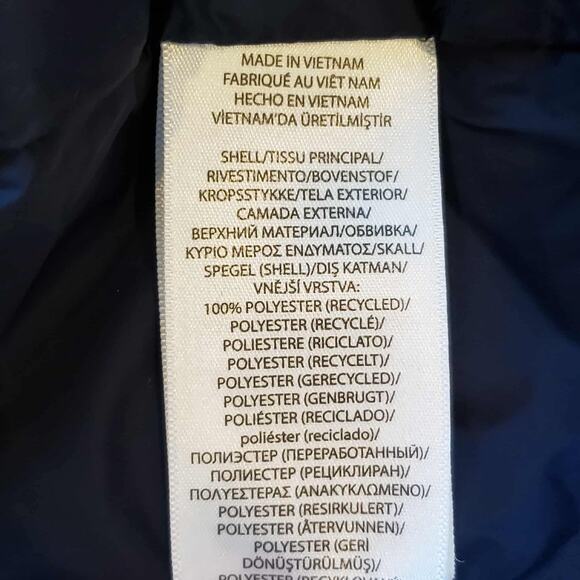 MADE IN VIETNAM
FABRIQUÉ AU VIÊT NAM
HECHO EN VIETNAM
VİETNAM'DA ÜRETİLMİŞTİR
SHELL/TISSU PRINCIPAL/
RIVESTIMENTO/BOVENSTOF/
KROPSSTYKKE/TELA EXTERIOR/
CAMADA EXTERNA/
ВЕРХНИЙ МАТЕРИАЛ/ОБВИВКА/
ΚΥΡΙΟ ΜΕΡΟΣ ΕΝΔΥΜΑΤΟΣ/SKALL/
SPEGEL (SHELL)/DIŞ KATMAN/
VNĚJŠÍ VRSTVA:
100% POLYESTER (RECYCLED)/
POLYESTER (RECYCLÉ)/
POLIESTERE (RICICLATO)/
POLYESTER (RECYCELT)/
POLYESTER (GERECYCLED)/
POLYESTER (GENBRUGT)/
POLIÉSTER (RECICLADO)/
poliéster (reciclado)/
ПОЛИЭСТЕР (ПЕРЕРАБОТАННЫЙ)/
ПОЛИЕСТЕР (РЕЦИКЛИРАН)/
ΠΟΛΥΕΣΤΕΡΑΣ (ΑΝΑΚΥΚΛΩΜΕΝΟ)/
POLYESTER (RESIRKULERT)/
POLYESTER (ÅTERVUNNEN)/
POLYESTER (GERİ
DÖNÜŞTÜRÜLMÜŞ)/